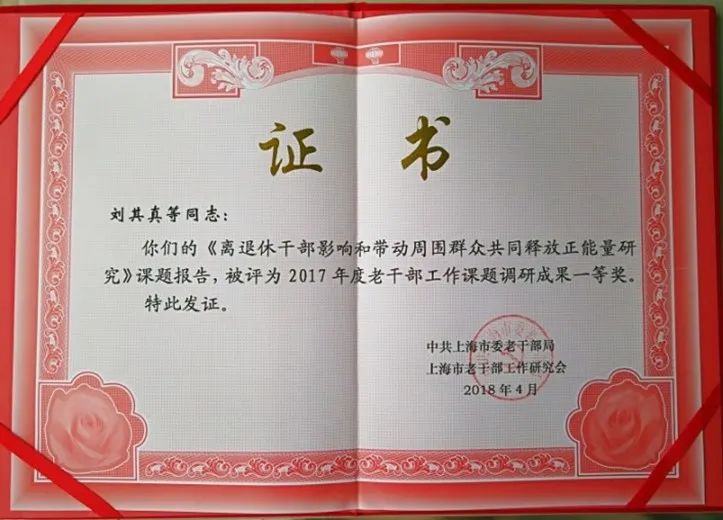 证书
刘其真等同志：
你们的《离退休干部影响和带动周围群众共同释放正能量研
究》课题报告，被评为 2017 年度老干部工作课题调研成果一等奖。
特此发证。
中共上海市委老干部局
上海市老干部工作研究会
2018 年 4 月